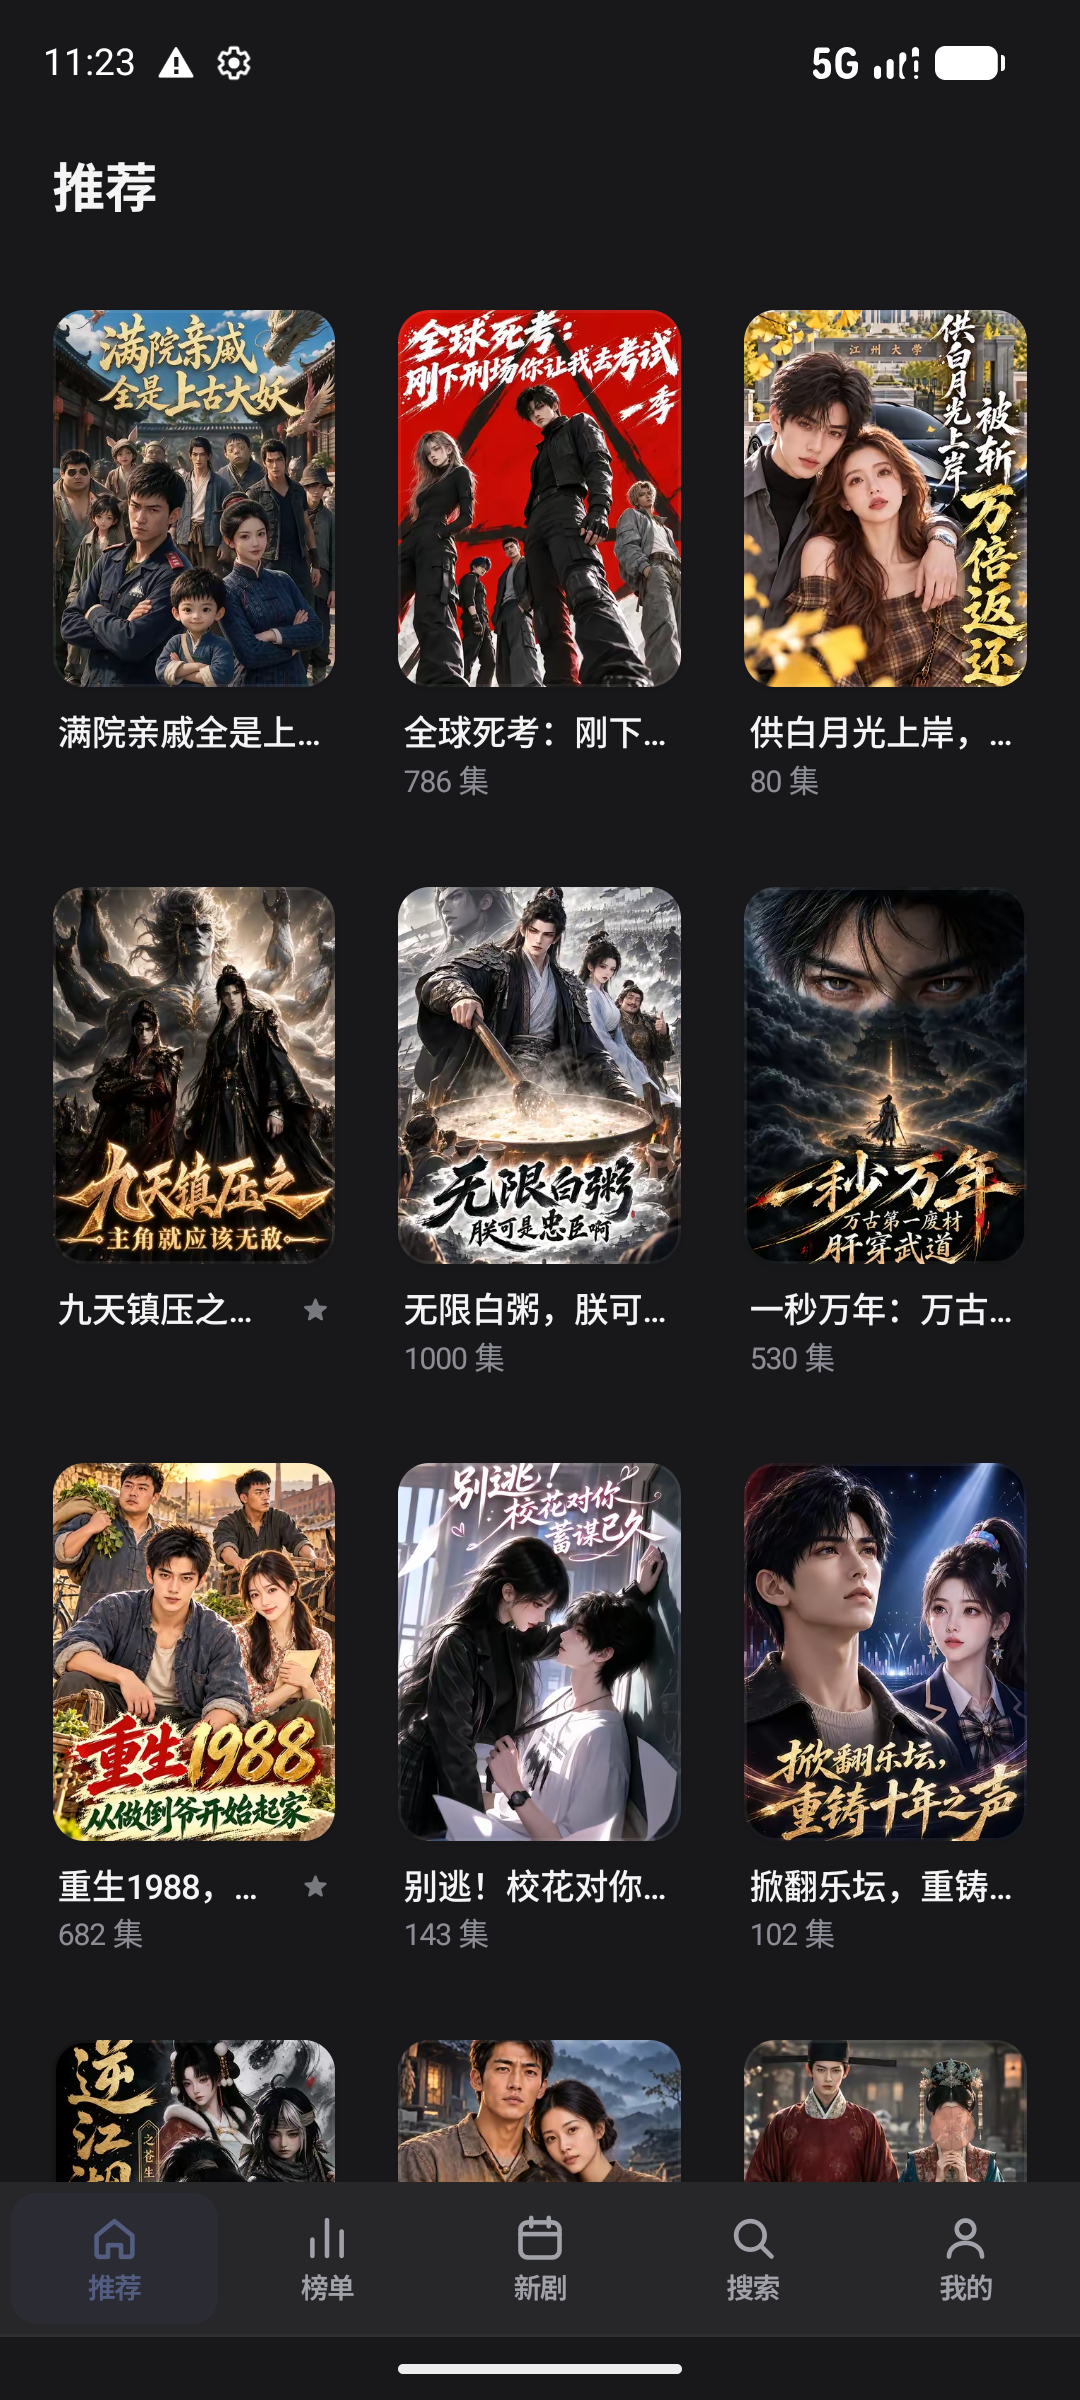 11:23
5G
推荐
满院亲戚
全是上古大妖
全球死考：
刚下刑场你让我去考试
一季
江州大学
供白月光上岸
被斩
万倍返还
满院亲戚全是上...
全球死考：刚下...
786 集
供白月光上岸，...
80 集
九天镇压之
主角就应该无敌
无限白粥
朕可是忠臣啊
一秒万年
万古第一废材
肝穿武道
九天镇压之...
无限白粥，朕可...
1000 集
一秒万年：万古...
530 集
重生1988
从做倒爷开始起家
别逃！
校花对你
蓄谋已久
掀翻乐坛，
重铸十年之声
重生1988，...
682 集
别逃！校花对你...
143 集
掀翻乐坛，重铸...
102 集
逆江湖
之苍生
推荐
榜单
新剧
搜索
我的